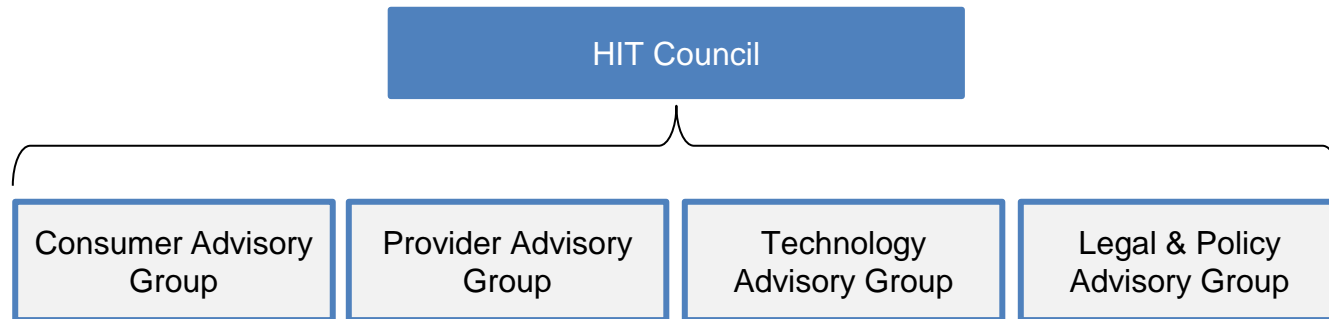 HIT Council
Consumer Advisory
Group
Provider Advisory
Group
Technology
Advisory Group
Legal & Policy
Advisory Group